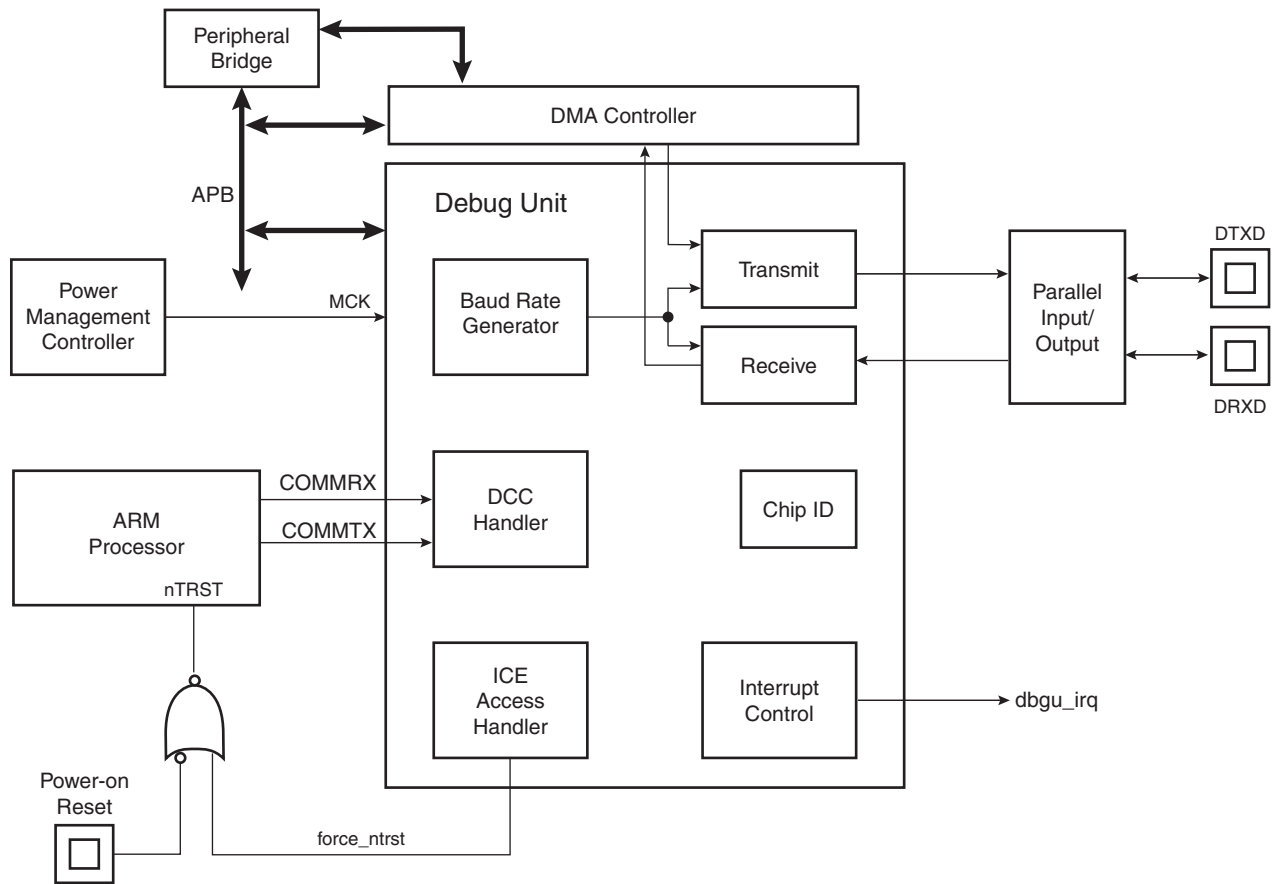 Peripheral
Bridge
DMA Controller
APB
Debug Unit
Power
Management
Controller
MCK
Baud Rate
Generator
Transmit
Receive
Parallel
Input/
Output
DTXD
DRXD
ARM
Processor
nTRST
COMMRX
COMMTX
DCC
Handler
Chip ID
ICE
Access
Handler
Interrupt
Control
dbgu_irq
Power-on
Reset
force_ntrst